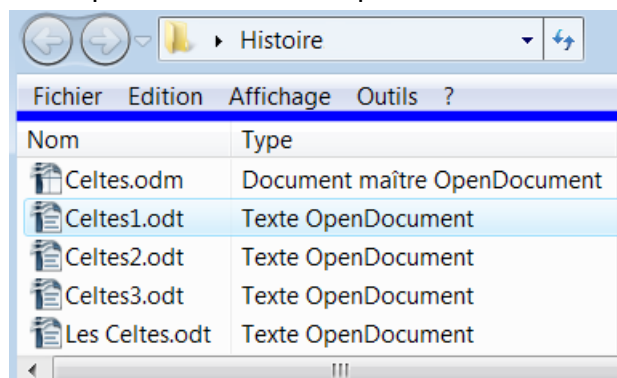 Histoire
Fichier Edition Affichage Outils ?
Nom Type
Celtes.odm Document maître OpenDocument
Celtes1.odt Texte OpenDocument
Celtes2.odt Texte OpenDocument
Celtes3.odt Texte OpenDocument
Les Celtes.odt Texte OpenDocument